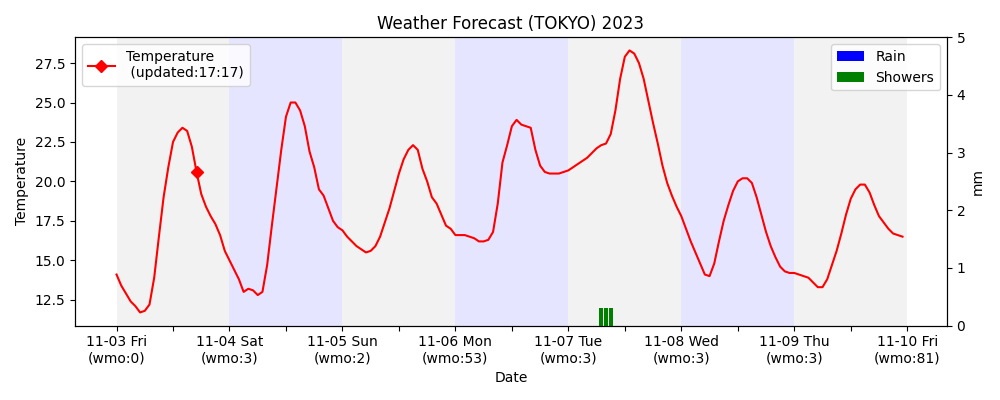 Weather Forecast (TOKYO) 2023
Temperature
(updated:17:17)
Rain
Showers
27.5
25.0
22.5
20.0
17.5
15.0
12.5
Temperature
5
4
3
2
1
0
mm
11-03 Fri
(wmo:0)
11-04 Sat
(wmo:3)
11-05 Sun
(wmo:2)
11-06 Mon
(wmo:53)
11-07 Tue
(wmo:3)
11-08 Wed
(wmo:3)
11-09 Thu
(wmo:3)
11-10 Fri
(wmo:81)
Date